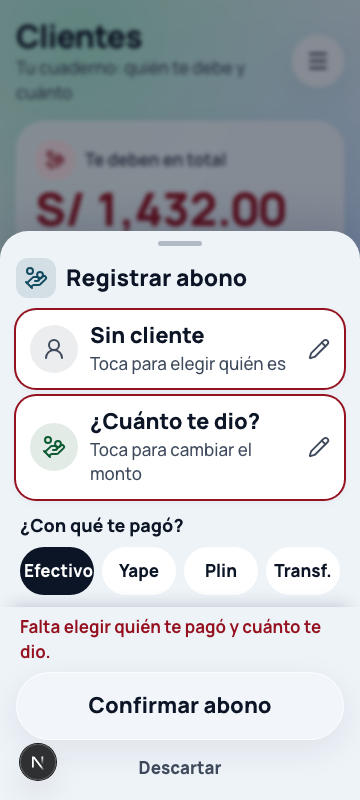 Clientes
Tu cuaderno: quién te debe y
cuánto
Te deben en total
S/ 1,432.00
Registrar abono
Sin cliente
Toca para elegir quién es
¿Cuánto te dio?
Toca para cambiar el
monto
¿Con qué te pagó?
Efectivo Yape Plin Transf.
Falta elegir quién te pagó y cuánto te
dio.
Confirmar abono
N
Descartar